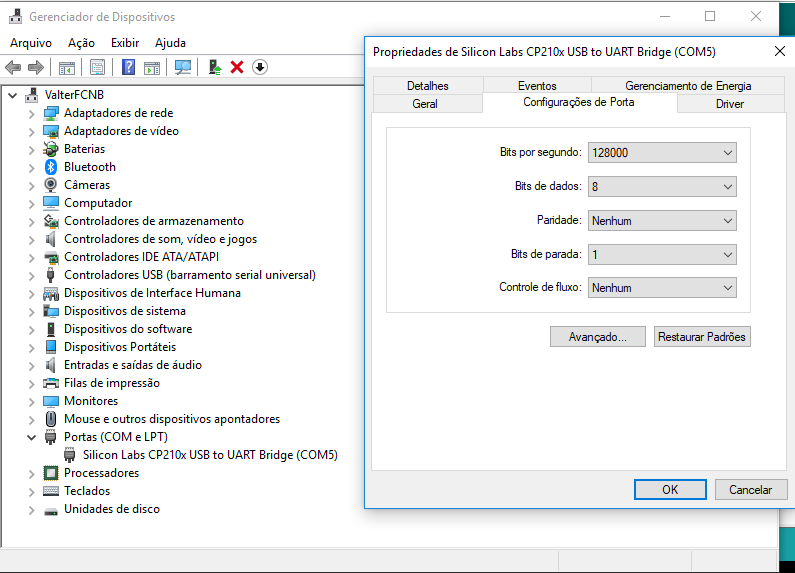 Gerenciador de Dispositivos
Arquivo Ação Exibir Ajuda
ValterFCNB
Adaptadores de rede
Adaptadores de vídeo
Baterias
Bluetooth
Câmeras
Computador
Controladores de armazenamento
Controladores de som, vídeo e jogos
Controladores IDE ATA/ATAPI
Controladores USB (barramento serial universal)
Dispositivos de Interface Humana
Dispositivos de sistema
Dispositivos do software
Dispositivos Portáteis
Entradas e saídas de áudio
Filas de impressão
Monitores
Mouse e outros dispositivos apontadores
Portas (COM e LPT)
Silicon Labs CP210x USB to UART Bridge (COM5)
Processadores
Teclados
Unidades de disco
Propriedades de Silicon Labs CP210x USB to UART Bridge (COM5)
Detalhes Eventos Gerenciamento de Energia
Geral Configurações de Porta Driver
Bits por segundo: 128000
Bits de dados: 8
Paridade: Nenhum
Bits de parada: 1
Controle de fluxo: Nenhum
Avançado... Restaurar Padrões
OK Cancelar